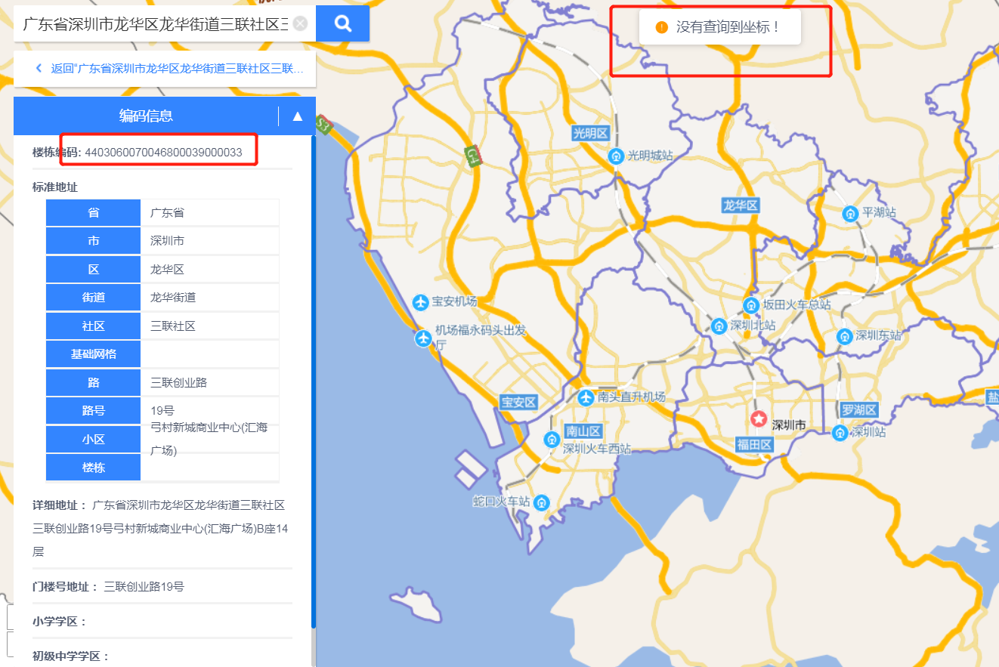 广东省深圳市龙华区龙华街道三联社区三
返回"广东省深圳市龙华区龙华街道三联社区三联...
编码信息
楼栋编码: 4403060070046800039000033
标准地址
省 广东省
市 深圳市
区 龙华区
街道 龙华街道
社区 三联社区
基础网格
路 三联创业路
路号 19号
小区 弓村新城商业中心(汇海
广场)
楼栋
详细地址： 广东省深圳市龙华区龙华街道三联社区
三联创业路19号弓村新城商业中心(汇海广场)B座14
层
门楼号地址： 三联创业路19号
小学学区：
初级中学学区：
没有查询到坐标！
S3
G4
光明区
光明城站
龙华区
平湖站
宝安机场
机场福永码头出发
厅
坂田火车总站
深圳北站
深圳东站
宝安区
南头直升机场
南山区
深圳火车西站
深圳市
福田区
罗湖区
深圳站
盐
蛇口火车站